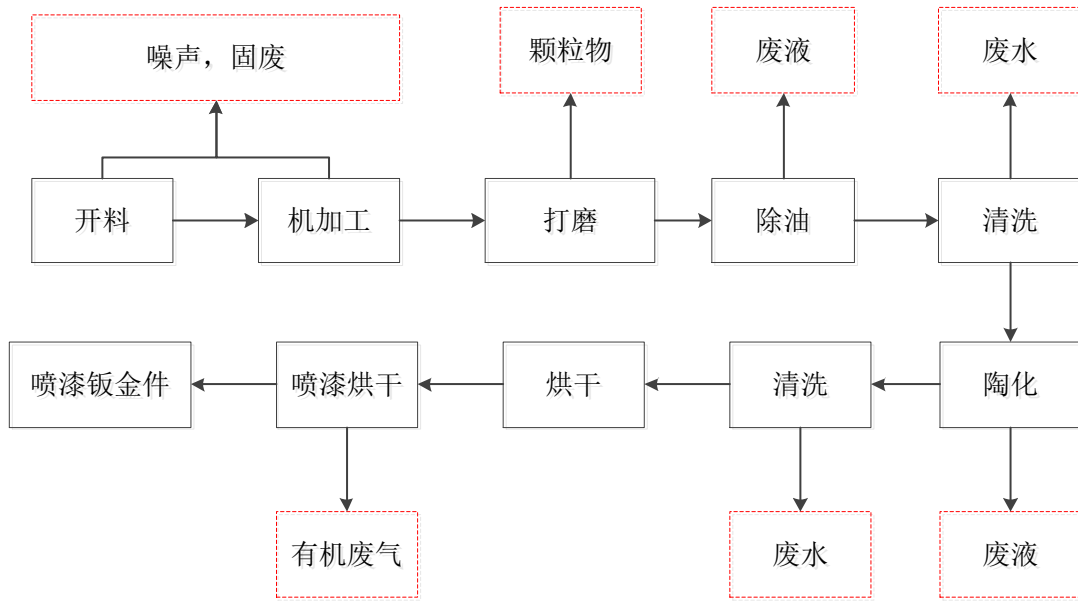 噪声，固废
颗粒物
废液
废水
开料
机加工
打磨
除油
清洗
喷漆钣金件
喷漆烘干
烘干
清洗
陶化
有机废气
废水
废液